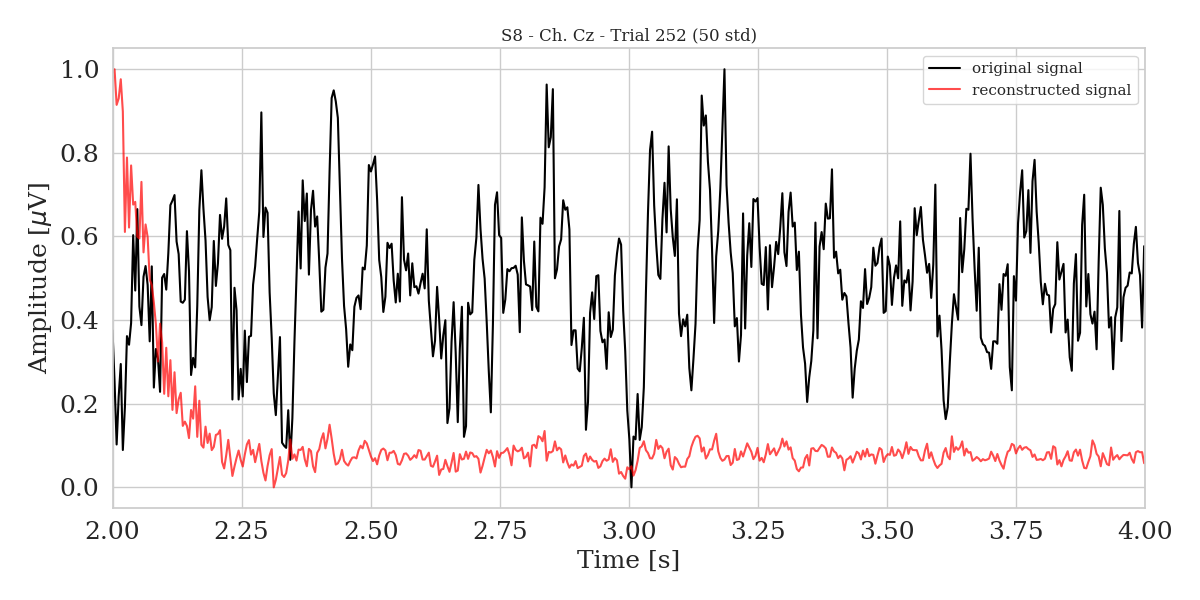 S8 - Ch. Cz - Trial 252 (50 std)
original signal
reconstructed signal
Amplitude [μV]
1.0
0.8
0.6
0.4
0.2
0.0
2.00 2.25 2.50 2.75 3.00 3.25 3.50 3.75 4.00
Time [s]